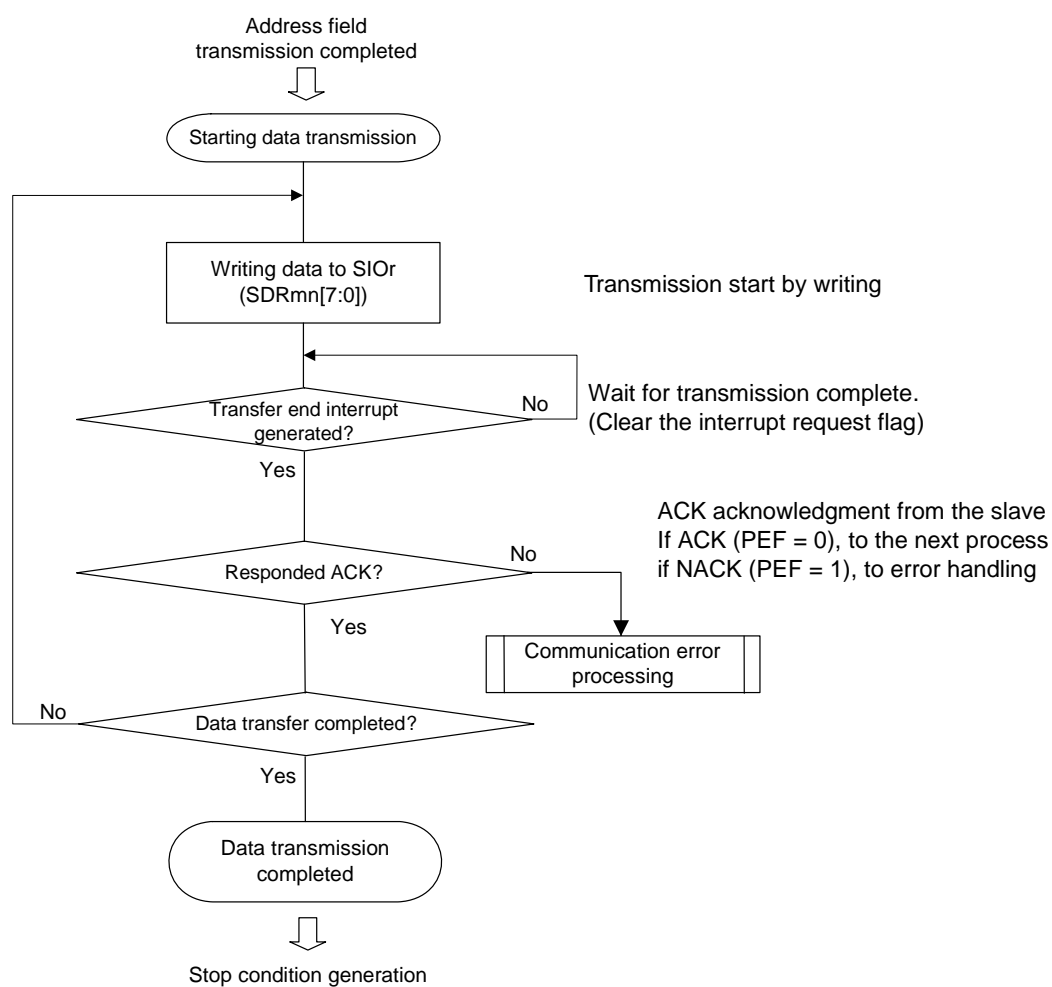 Address field
transmission completed
Starting data transmission
Writing data to SIOr
(SDRmn[7:0])
Transmission start by writing
Transfer end interrupt
generated?
No
Wait for transmission complete.
(Clear the interrupt request flag)
Yes
ACK acknowledgment from the slave
If ACK (PEF = 0), to the next process
if NACK (PEF = 1), to error handling
Responded ACK?
No
Yes
Communication error
processing
Data transfer completed?
No
Yes
Data transmission
completed
Stop condition generation